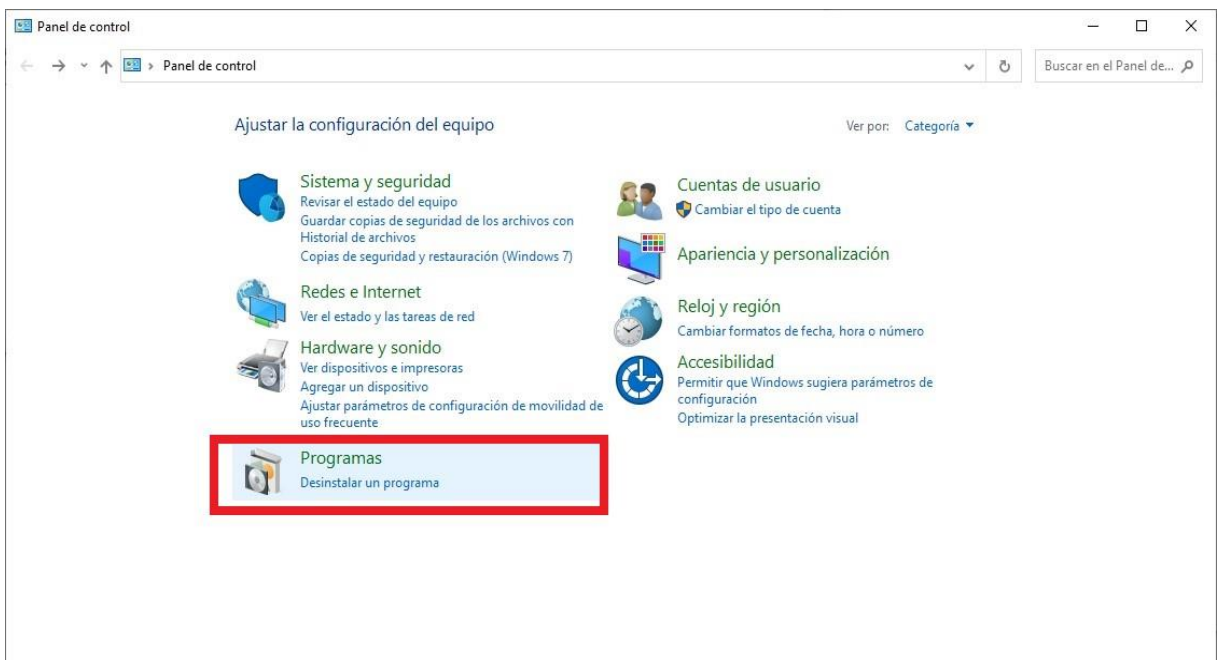 Panel de control
Panel de control
Buscar en el Panel de...
Ajustar la configuración del equipo
Ver por: Categoría
Sistema y seguridad
Revisar el estado del equipo
Guardar copias de seguridad de los archivos con
Historial de archivos
Copias de seguridad y restauración (Windows 7)
Redes e Internet
Ver el estado y las tareas de red
Hardware y sonido
Ver dispositivos e impresoras
Agregar un dispositivo
Ajustar parámetros de configuración de movilidad de
uso frecuente
Programas
Desinstalar un programa
Cuentas de usuario
Cambiar el tipo de cuenta
Apariencia y personalización
Reloj y región
Cambiar formatos de fecha, hora o número
Accesibilidad
Permitir que Windows sugiera parámetros de
configuración
Optimizar la presentación visual